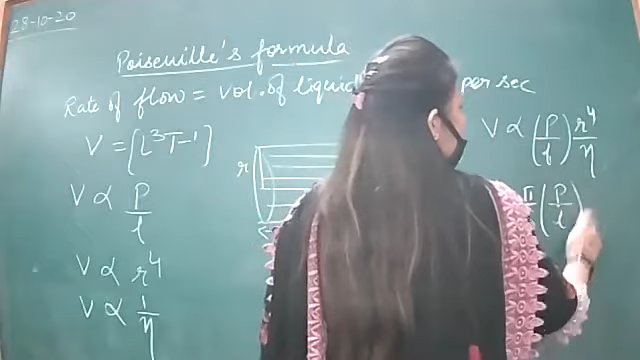 28-10-20
Poiseuille's formula
Rate of flow = vol. of liquid per sec
V = [L³T⁻¹]
V ∝ P/l
V ∝ r⁴
V ∝ 1/η
r
V ∝ (P/l) r⁴/η
π (P/l)